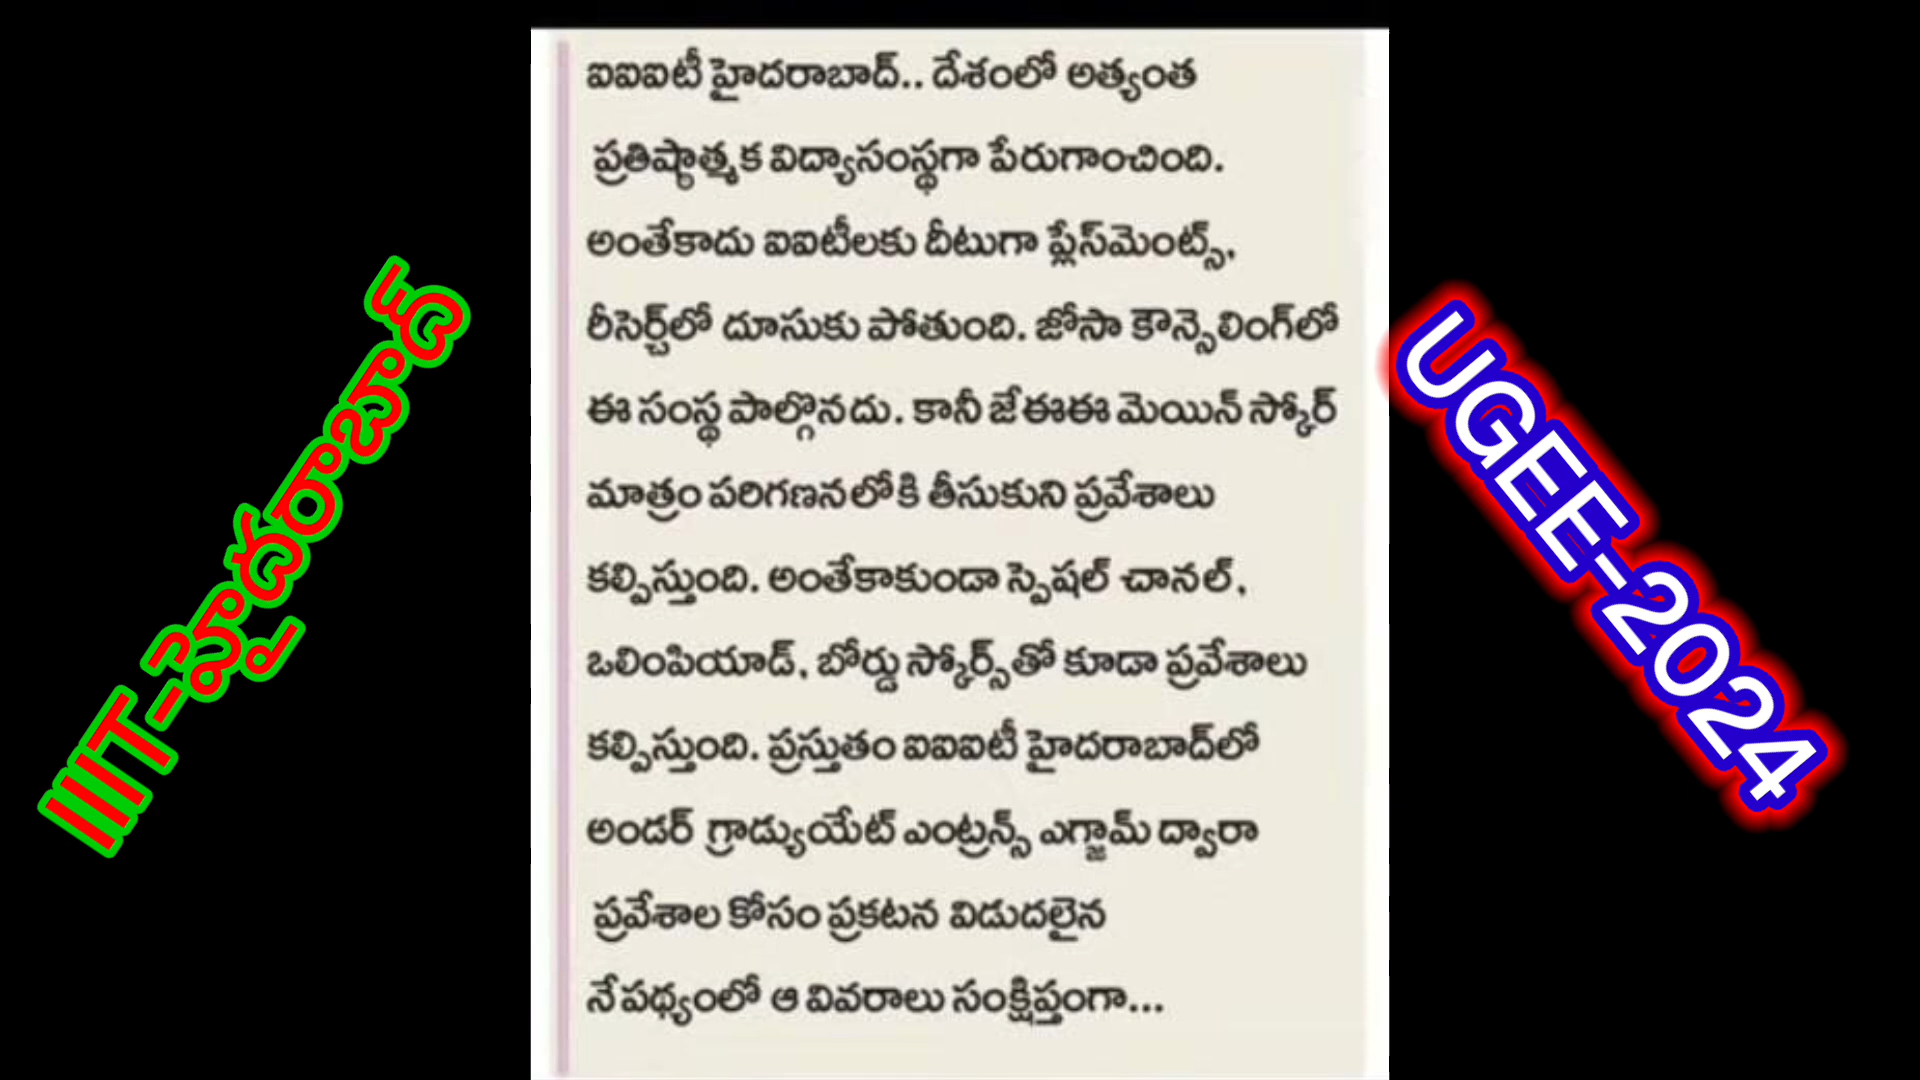 IIIT-హైదరాబాద్
ఐఐఐటీ హైదరాబాద్.. దేశంలో అత్యంత
ప్రతిష్ఠాత్మక విద్యాసంస్థగా పేరుగాంచింది.
అంతేకాదు ఐఐటీలకు దీటుగా ప్లేస్‌మెంట్స్,
రీసెర్చ్‌లో దూసుకు పోతుంది. జోసా కౌన్సెలింగ్‌లో
ఈ సంస్థ పాల్గొనదు. కానీ జేఈఈ మెయిన్ స్కోర్
మాత్రం పరిగణనలోకి తీసుకుని ప్రవేశాలు
కల్పిస్తుంది. అంతేకాకుండా స్పెషల్ చానల్,
ఒలింపియాడ్, బోర్డు స్కోర్స్‌తో కూడా ప్రవేశాలు
కల్పిస్తుంది. ప్రస్తుతం ఐఐఐటీ హైదరాబాద్‌లో
అండర్ గ్రాడ్యుయేట్ ఎంట్రన్స్ ఎగ్జామ్ ద్వారా
ప్రవేశాల కోసం ప్రకటన విడుదలైన
నేపథ్యంలో ఆ వివరాలు సంక్షిప్తంగా...
UGEE-2024